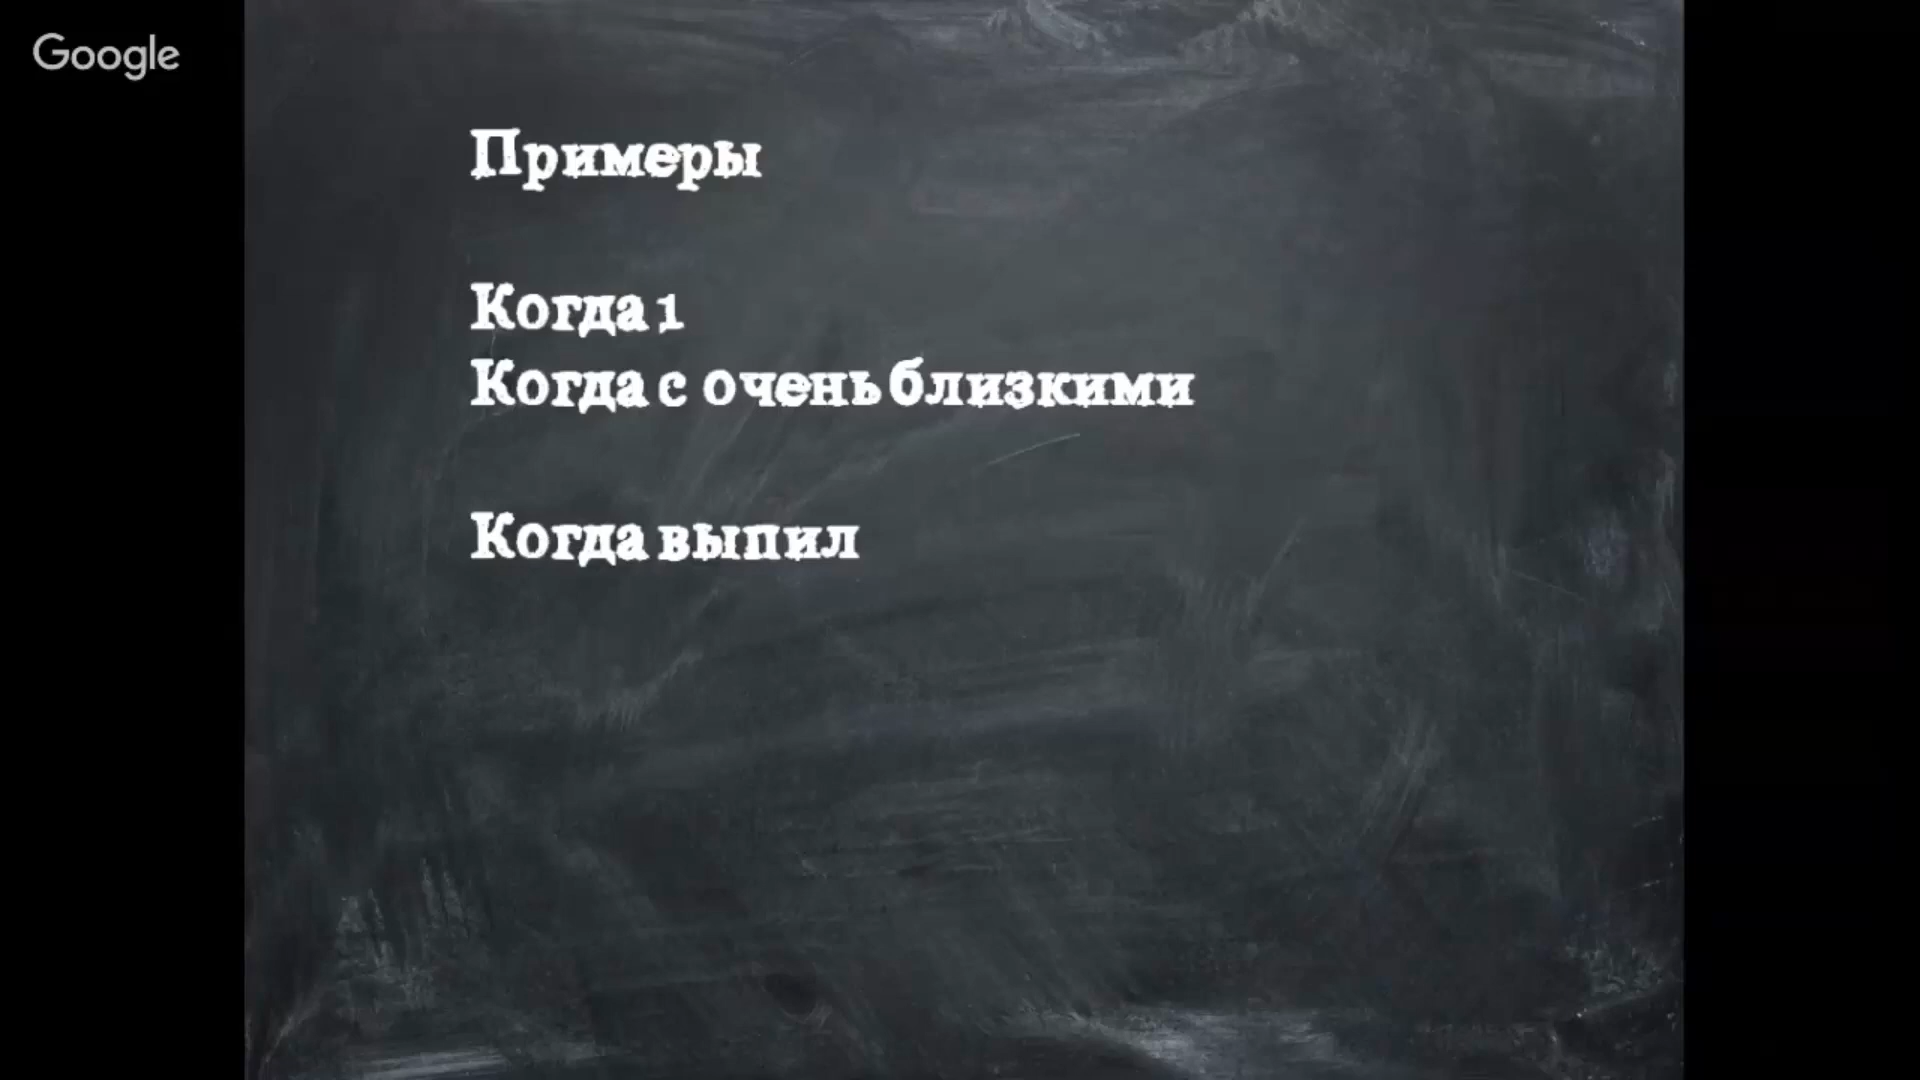 Google
Примеры
Когда 1
Когда с очень близкими
Когда выпил